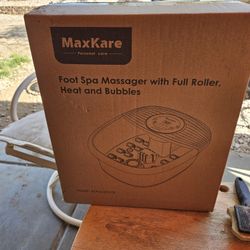 MaxKare
Personal care
Foot Spa Massager with Full Roller,
Heat and Bubbles